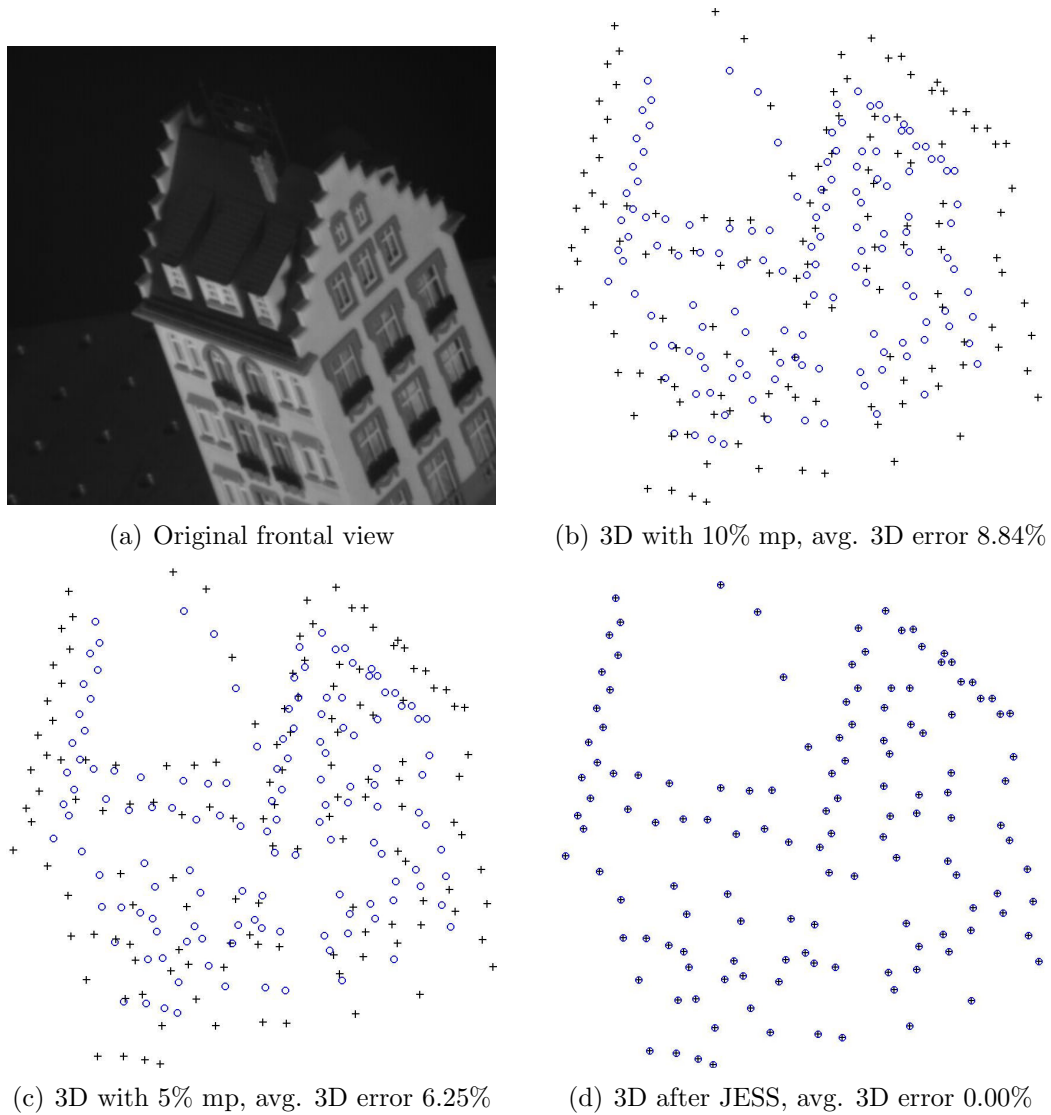 (a) Original frontal view
(b) 3D with 10% mp, avg. 3D error 8.84%
(c) 3D with 5% mp, avg. 3D error 6.25%
(d) 3D after JESS, avg. 3D error 0.00%